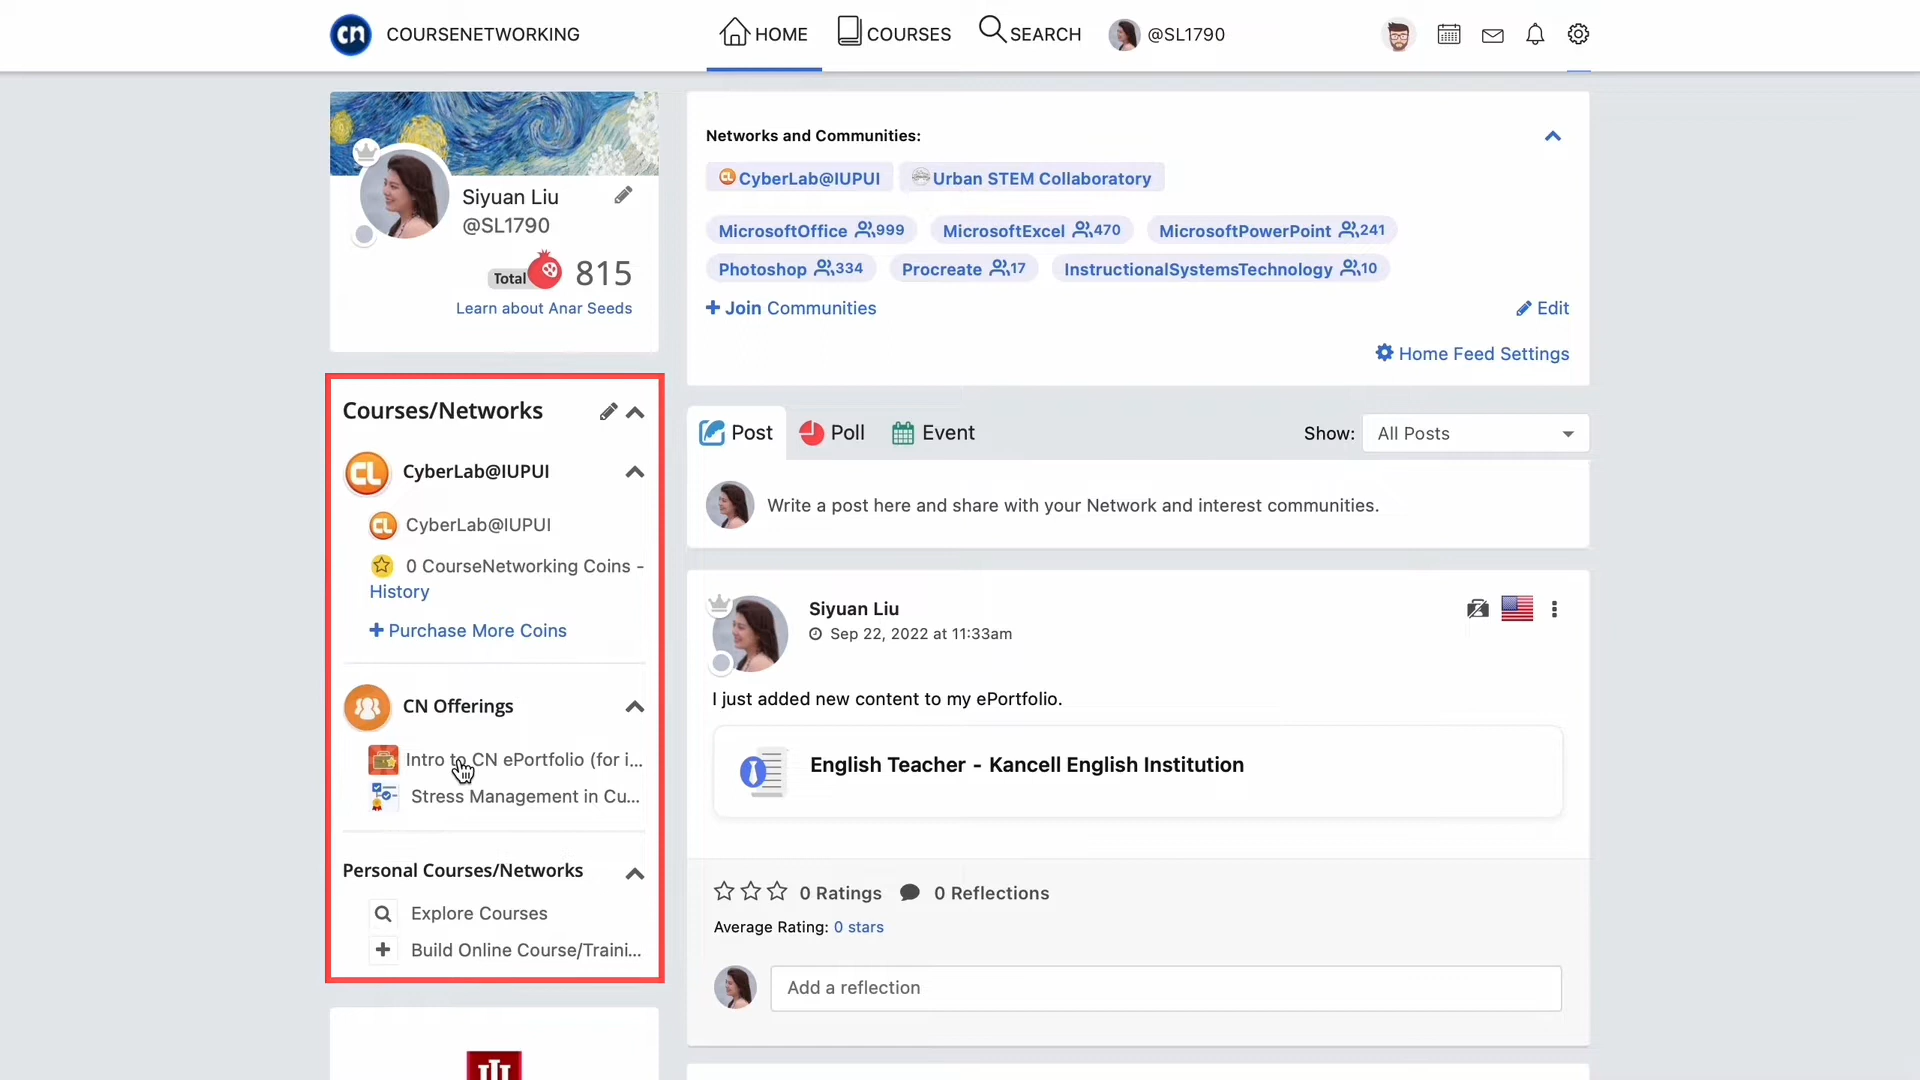 cn COURSENETWORKING
HOME
COURSES
SEARCH
@SL1790
Siyuan Liu
@SL1790
Total 815
Learn about Anar Seeds
Courses/Networks
CL CyberLab@IUPUI
CL CyberLab@IUPUI
0 CourseNetworking Coins -
History
+ Purchase More Coins
CN Offerings
Intro to CN ePortfolio (for i...
Stress Management in Cu...
Personal Courses/Networks
Explore Courses
+ Build Online Course/Traini...
Networks and Communities:
CyberLab@IUPUI
Urban STEM Collaboratory
MicrosoftOffice 999
MicrosoftExcel 470
MicrosoftPowerPoint 241
Photoshop 334
Procreate 17
InstructionalSystemsTechnology 10
+ Join Communities
Edit
Home Feed Settings
Post
Poll
Event
Show: All Posts
Write a post here and share with your Network and interest communities.
Siyuan Liu
Sep 22, 2022 at 11:33am
I just added new content to my ePortfolio.
English Teacher - Kancell English Institution
0 Ratings
0 Reflections
Average Rating: 0 stars
Add a reflection